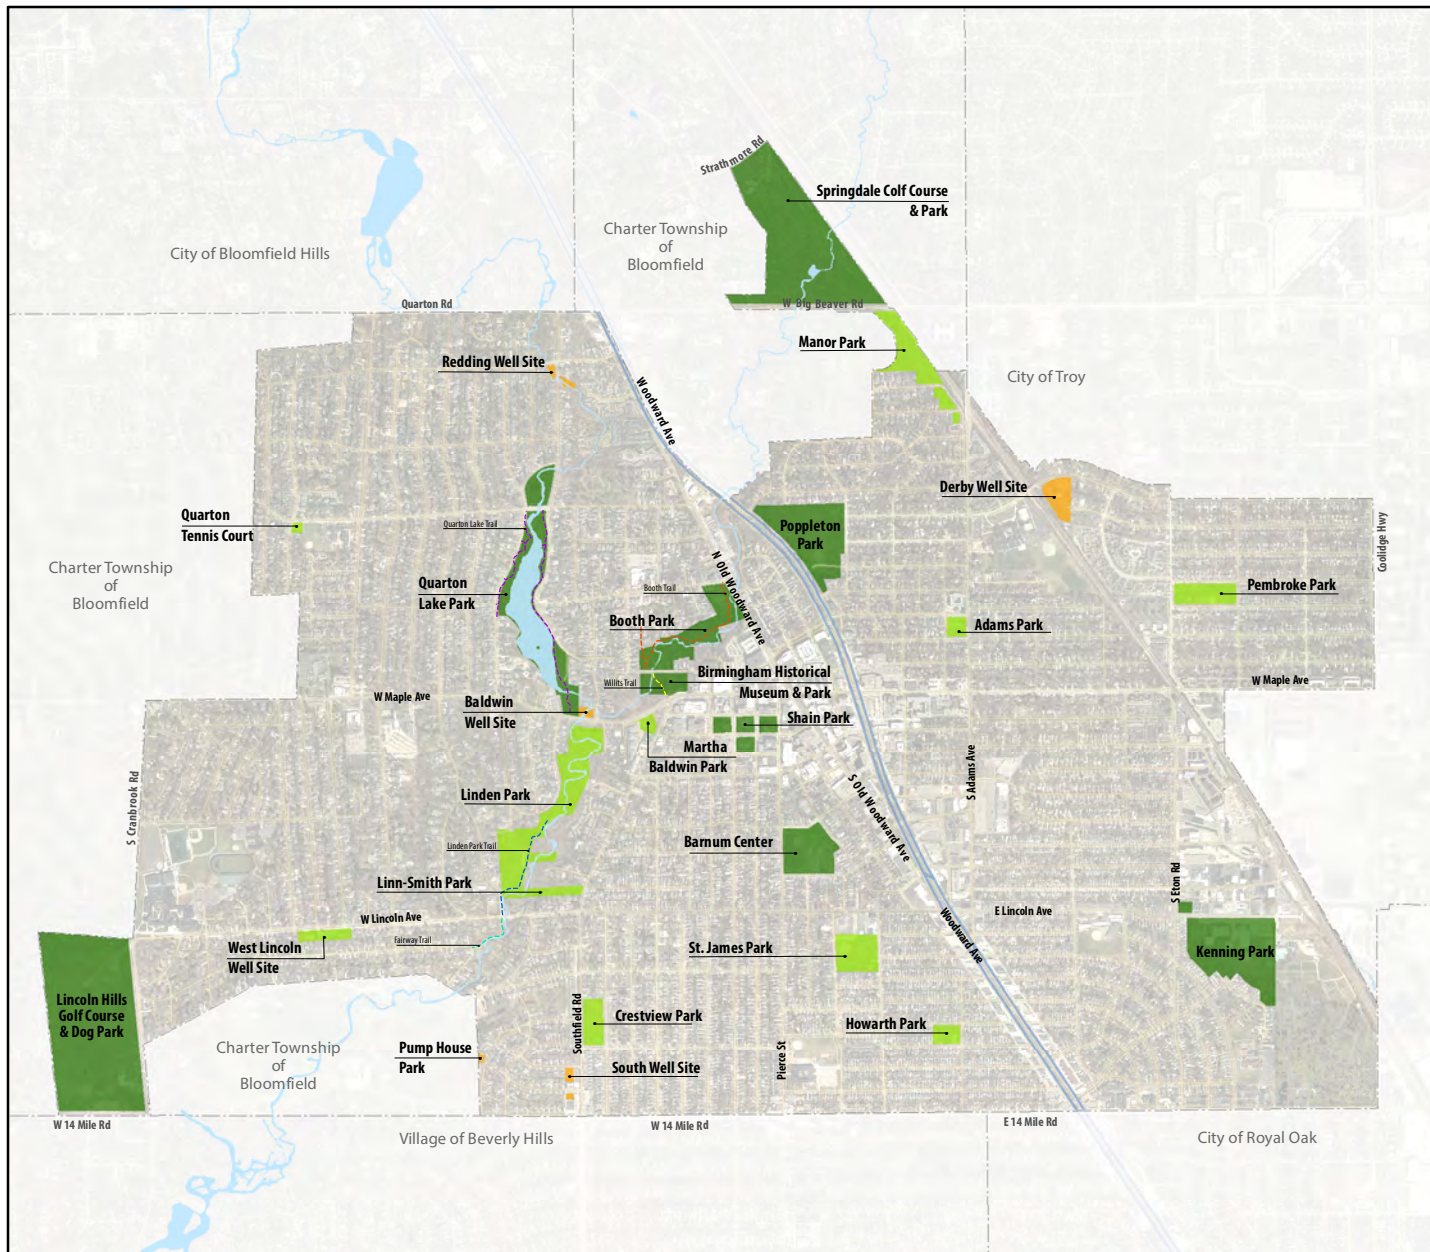 Strathmore Rd
Springdale Colf Course
& Park
Charter Township
of
Bloomfield
City of Bloomfield Hills
Quarton Rd
W Big Beaver Rd
Manor Park
Redding Well Site
City of Troy
Woodward Ave
Derby Well Site
Quarton
Tennis Court
Quarton Lake Trail
Poppleton
Park
Coolidge Hwy
Charter Township
of
Bloomfield
Quarton
Lake Park
N Old Woodward Ave
Booth Trail
Pembroke Park
Booth Park
Adams Park
Birmingham Historical
Museum & Park
Willits Trail
W Maple Ave
W Maple Ave
Baldwin
Well Site
Shain Park
Martha
Baldwin Park
S Adams Ave
Linden Park
S Cranbrook Rd
S Old Woodward Ave
Linden Park Trail
Barnum Center
Linn-Smith Park
S Eton Rd
W Lincoln Ave
E Lincoln Ave
Fairway Trail
West Lincoln
Well Site
Woodward Ave
St. James Park
Kenning Park
Lincoln Hills
Golf Course
& Dog Park
Southfield Rd
Crestview Park
Howarth Park
Charter Township
of
Bloomfield
Pump House
Park
South Well Site
Pierce St
W 14 Mile Rd
W 14 Mile Rd
E 14 Mile Rd
Village of Beverly Hills
City of Royal Oak